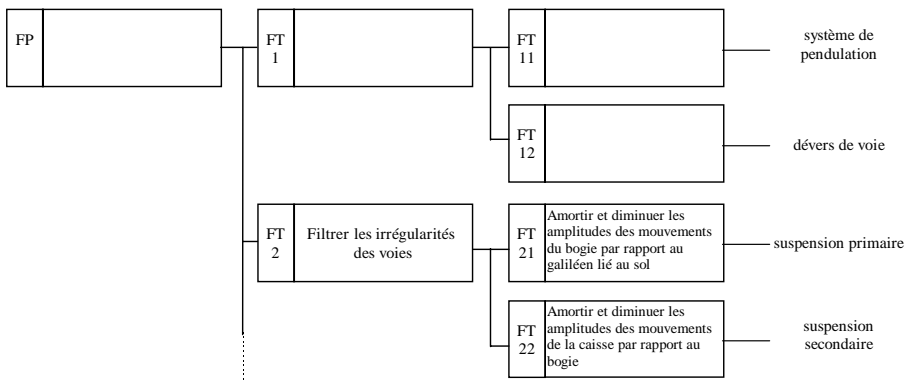 FP
FT
1
FT
11
système de
pendulation
FT
12
dévers de voie
FT
2
Filtrer les irrégularités
des voies
FT
21
Amortir et diminuer les
amplitudes des mouvements
du bogie par rapport au
galiléen lié au sol
suspension primaire
FT
22
Amortir et diminuer les
amplitudes des mouvements
de la caisse par rapport au
bogie
suspension
secondaire